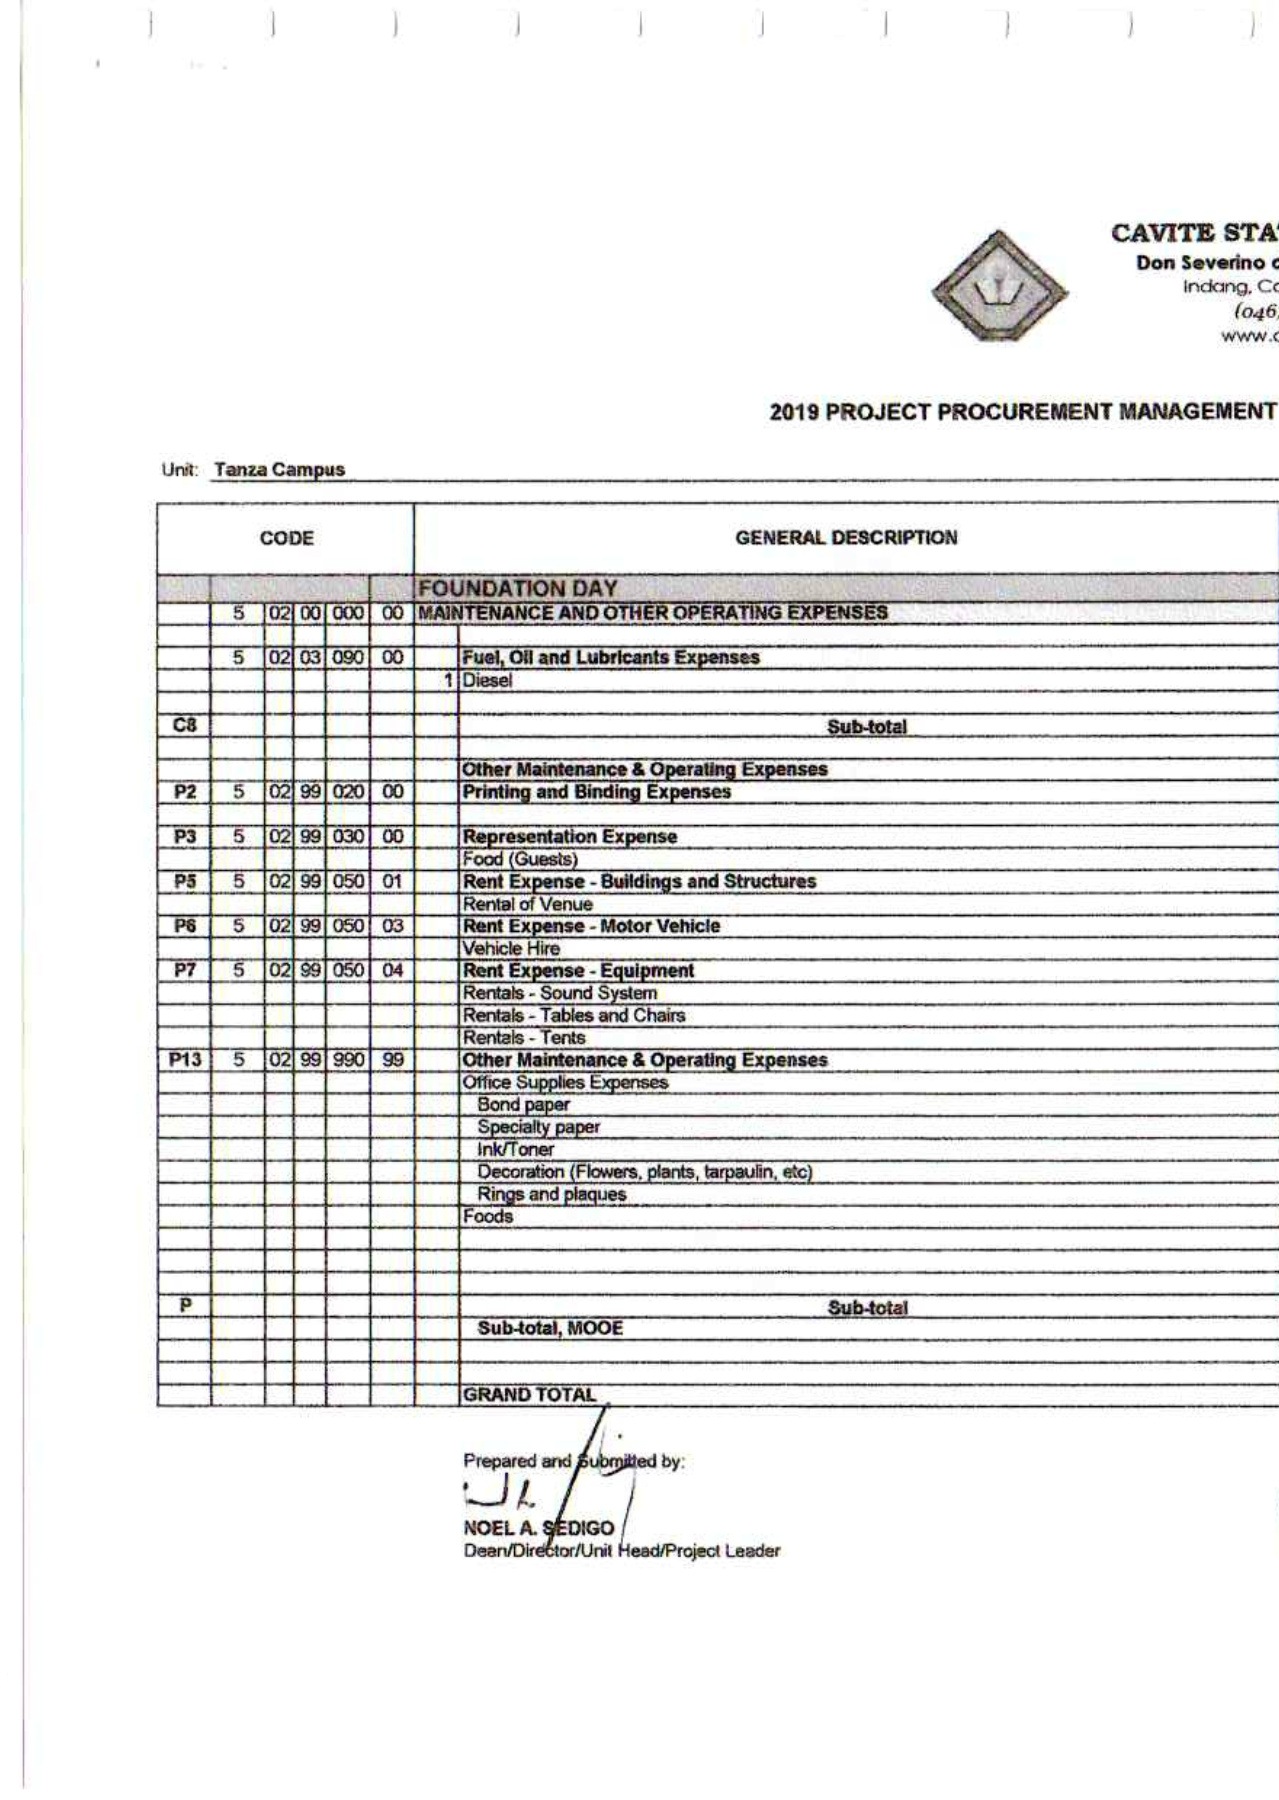 CAVITE STA
Don Severino
Indang,
(046
www.
2019 PROJECT PROCUREMENT MANAGEMENT
Unit: Tanza Campus
CODE GENERAL DESCRIPTION
FOUNDATION DAY
5 02 00 000 00 MAINTENANCE AND OTHER OPERATING EXPENSES
5 02 03 090 00 Fuel, Oil and Lubricants Expenses
1 Diesel
C8 Sub-total
Other Maintenance & Operating Expenses
P2 5 02 99 020 00 Printing and Binding Expenses
P3 5 02 99 030 00 Representation Expense
Food (Guests)
P5 5 02 99 050 01 Rent Expense - Buildings and Structures
Rental of Venue
P6 5 02 99 050 03 Rent Expense - Motor Vehicle
Vehicle Hire
P7 5 02 99 050 04 Rent Expense - Equipment
Rentals - Sound System
Rentals - Tables and Chairs
Rentals - Tents
P13 5 02 99 990 99 Other Maintenance & Operating Expenses
Office Supplies Expenses
Bond paper
Specialty paper
Ink/Toner
Decoration (Flowers, plants, tarpaulin, etc)
Rings and plaques
Foods
P Sub-total
Sub-total, MOOE
GRAND TOTAL
Prepared and Submitted by:
NOEL A. SEDIGO
Dean/Director/Unit Head/Project Leader